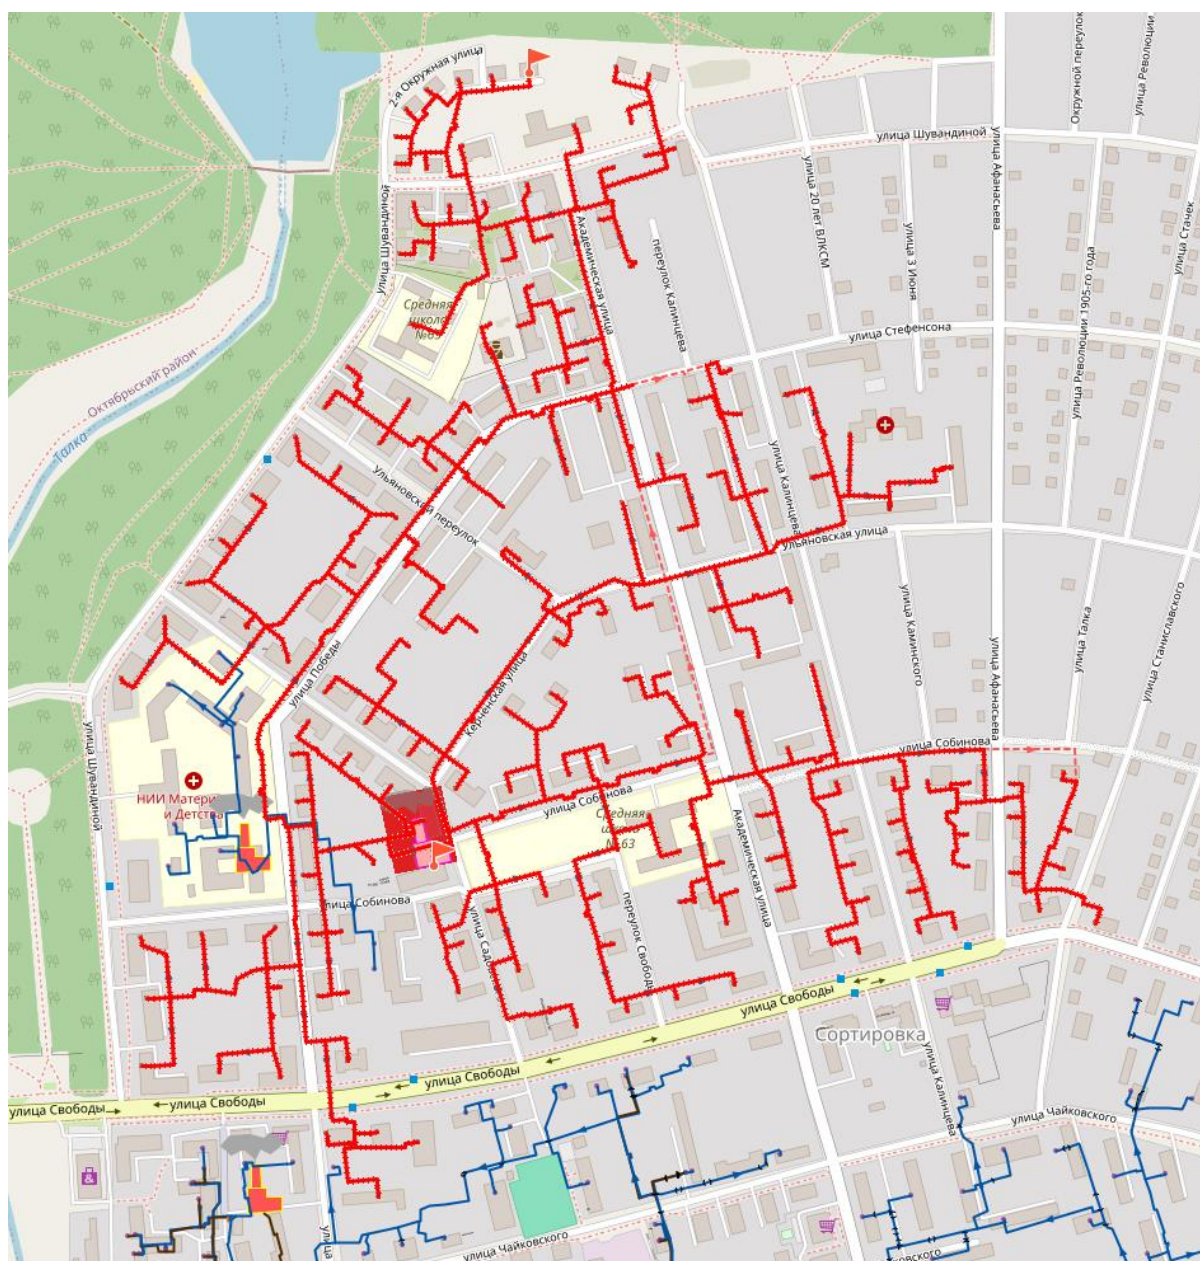 2-я Окружная улица
Окружной переулок
улица Революции
улица Шувандиной
улица Афанасьева
улица 20 лет ВЛКСМ
улица 3 Июня
улица Стачек
улица Шувандиной
Академическая улица
переулок Калинцева
улица Революции 1905-го года
Средняя
школа
№65
улица Стефенсона
Октябрьский район
Талка
Ульяновский переулок
улица Калинцева
Ульяновская улица
улица Каминского
улица Талка
улица Станиславского
улица Победы
Керченская улица
улица Афанасьева
улица Шувандиной
улица Собинова
НИИ Матери
и Детства
улица Собинова
Средняя
школа
№63
Академическая улица
улица Собинова
улица Садо
переулок Свободы
улица Свободы
Сортировка
улица Свободы
улица Свободы
улица Свободы
улица Калинцева
улица Чайковского
улица
улица Чайковского
ковского